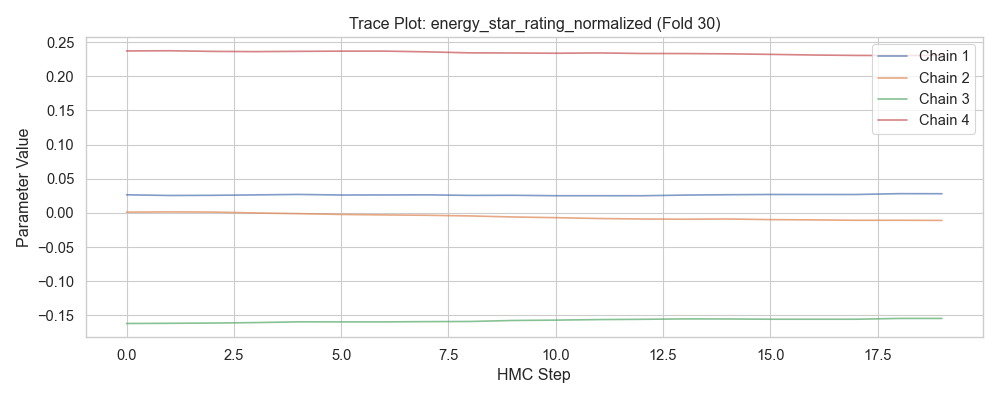 Trace Plot: energy_star_rating_normalized (Fold 30)
Parameter Value
0.25
0.20
0.15
0.10
0.05
0.00
−0.05
−0.10
−0.15
Chain 1
Chain 2
Chain 3
Chain 4
0.0 2.5 5.0 7.5 10.0 12.5 15.0 17.5
HMC Step